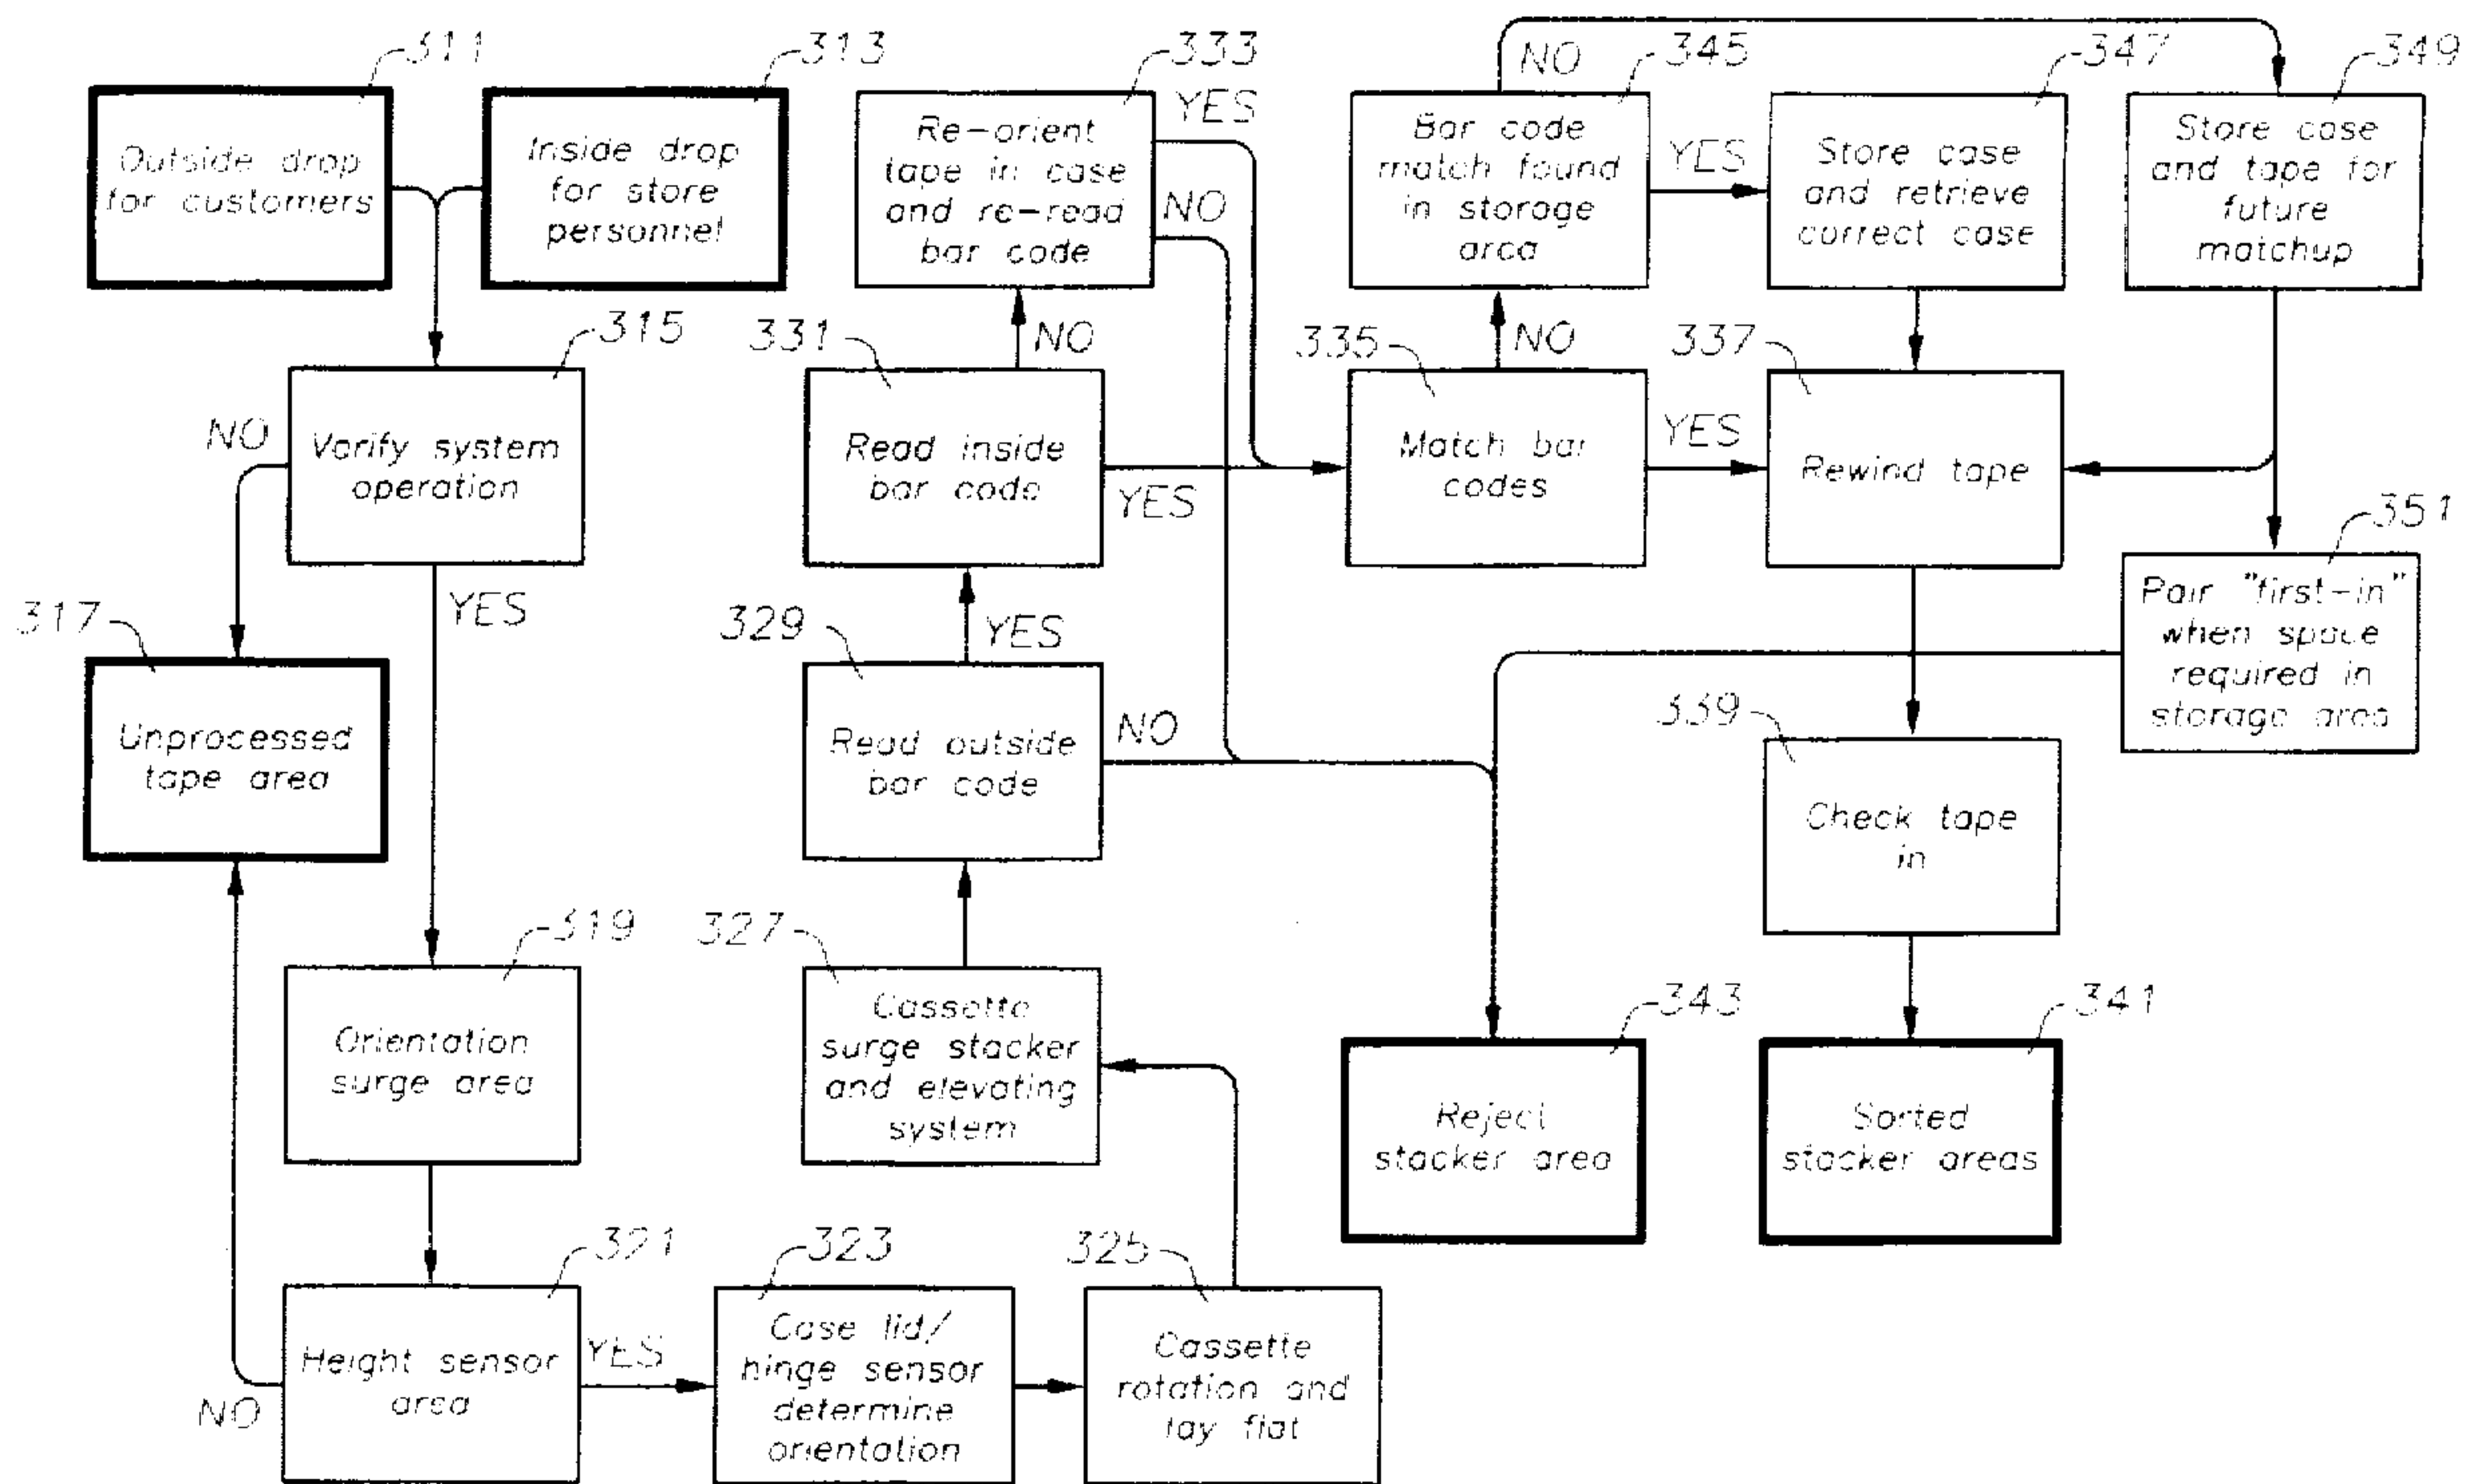 311
Outside drop
for customers
313
Inside drop
for store
personnel
315
Verify system
operation
NO
YES
317
Unprocessed
tape area
319
Orientation
surge area
321
Height sensor
area
NO
YES
323
Case lid/
hinge sensor
determine
orientation
325
Cassette
rotation and
lay flat
327
Cassette
surge stacker
and elevating
system
329
Read outside
bar code
YES
NO
331
Read inside
bar code
NO
YES
333
Re-orient
tape in case
and re-read
bar code
YES
NO
335
Match bar
codes
NO
YES
345
Bar code
match found
in storage
area
NO
YES
347
Store case
and retrieve
correct case
349
Store case
and tape for
future
matchup
337
Rewind tape
351
Pair "first-in"
when space
required in
storage area
339
Check tape
in
343
Reject
stacker area
341
Sorted
stacker areas